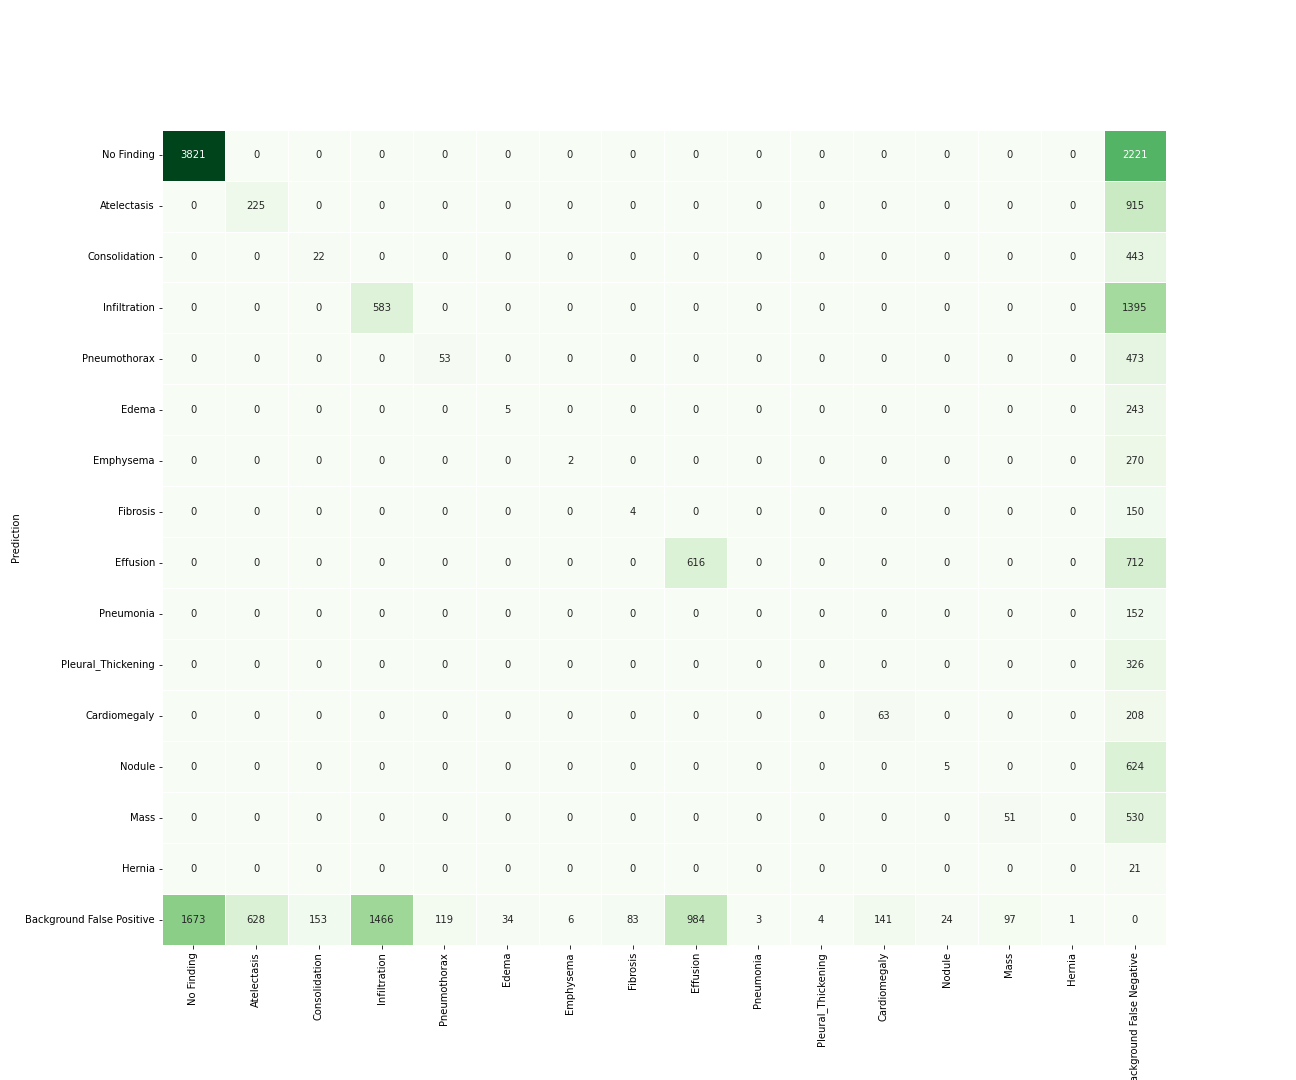 No Finding 3821 0 0 0 0 0 0 0 0 0 0 0 0 0 0 2221
Atelectasis 0 225 0 0 0 0 0 0 0 0 0 0 0 0 0 915
Consolidation 0 0 22 0 0 0 0 0 0 0 0 0 0 0 0 443
Infiltration 0 0 0 583 0 0 0 0 0 0 0 0 0 0 0 1395
Pneumothorax 0 0 0 0 53 0 0 0 0 0 0 0 0 0 0 473
Edema 0 0 0 0 0 5 0 0 0 0 0 0 0 0 0 243
Emphysema 0 0 0 0 0 0 2 0 0 0 0 0 0 0 0 270
Fibrosis 0 0 0 0 0 0 0 4 0 0 0 0 0 0 0 150
Prediction
Effusion 0 0 0 0 0 0 0 0 616 0 0 0 0 0 0 712
Pneumonia 0 0 0 0 0 0 0 0 0 0 0 0 0 0 0 152
Pleural_Thickening 0 0 0 0 0 0 0 0 0 0 0 0 0 0 0 326
Cardiomegaly 0 0 0 0 0 0 0 0 0 0 0 63 0 0 0 208
Nodule 0 0 0 0 0 0 0 0 0 0 0 0 5 0 0 624
Mass 0 0 0 0 0 0 0 0 0 0 0 0 0 51 0 530
Hernia 0 0 0 0 0 0 0 0 0 0 0 0 0 0 0 21
Background False Positive 1673 628 153 1466 119 34 6 83 984 3 4 141 24 97 1 0
No Finding
Atelectasis
Consolidation
Infiltration
Pneumothorax
Edema
Emphysema
Fibrosis
Effusion
Pneumonia
Pleural_Thickening
Cardiomegaly
Nodule
Mass
Hernia
ackground False Negative